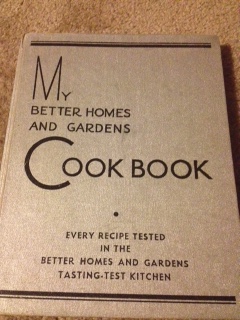 My
BETTER HOMES
AND GARDENS
COOK BOOK
EVERY RECIPE TESTED
IN THE
BETTER HOMES AND GARDENS
TASTING-TEST KITCHEN